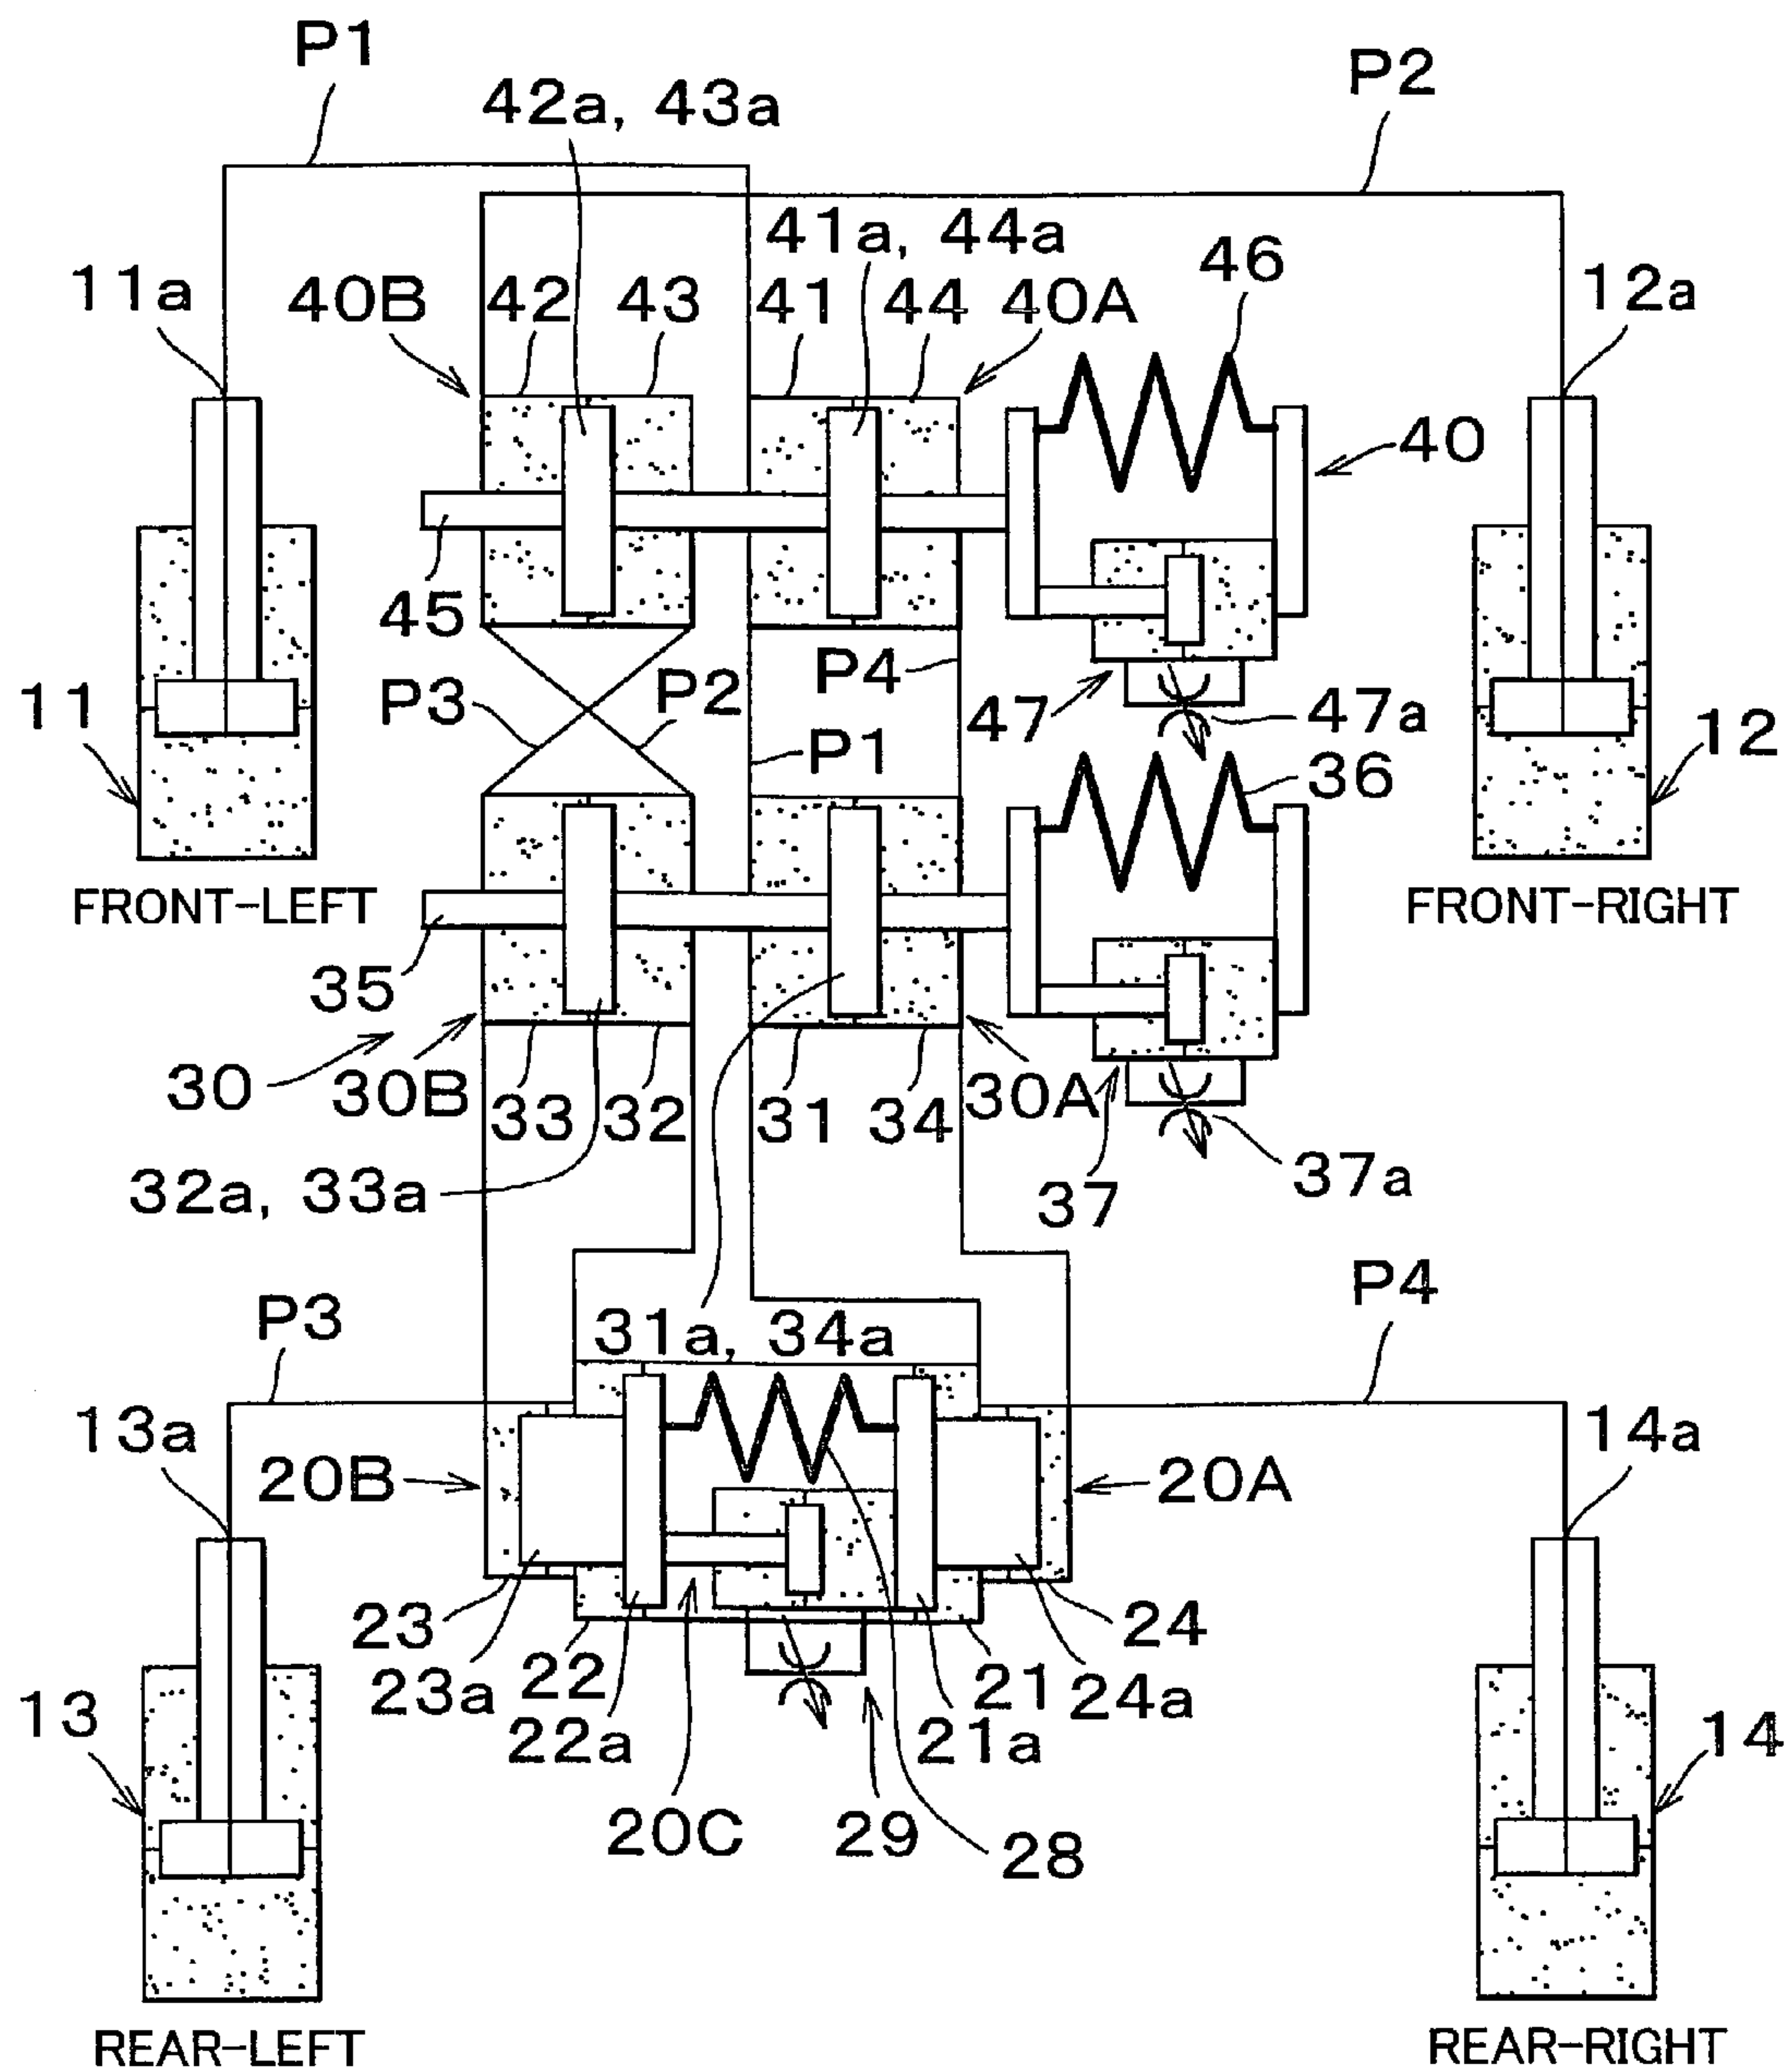 P1
P2
42a, 43a
41a, 44a
46
11a
40B
42
43
41
44
40A
12a
40
45
P4
P3
P2
47
47a
11
P1
36
12
FRONT-LEFT
FRONT-RIGHT
35
30
30B
33
32
31
34
30A
37a
32a, 33a
37
P3
31a, 34a
P4
13a
14a
20B
20A
23
24
23a
22
21
24a
13
22a
21a
14
20C
29
28
REAR-LEFT
REAR-RIGHT